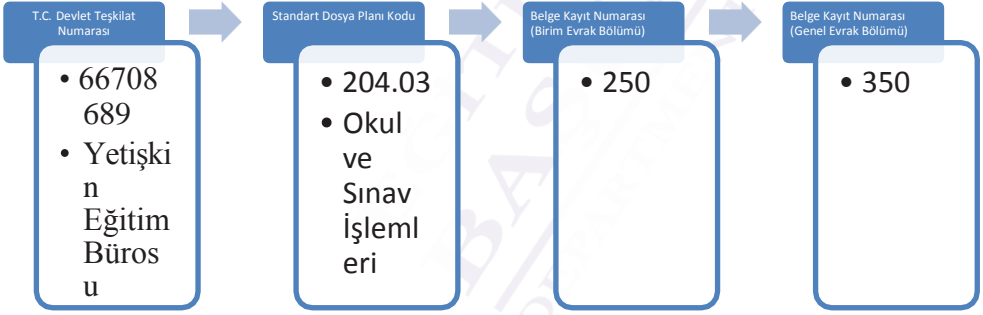 T.C. Devlet Teşkilat
Numarası
• 66708
689
• Yetişki
n
Eğitim
Büros
u
Standart Dosya Planı Kodu
• 204.03
• Okul
ve
Sınav
İşleml
eri
Belge Kayıt Numarası
(Birim Evrak Bölümü)
• 250
Belge Kayıt Numarası
(Genel Evrak Bölümü)
• 350